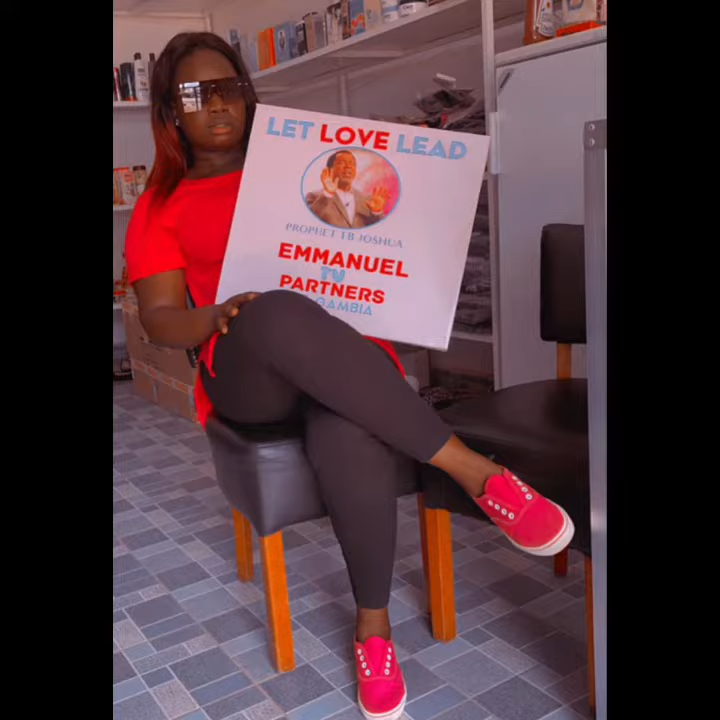 LET LOVE LEAD
PROPHET TB JOSHUA
EMMANUEL
TV
PARTNERS
GAMBIA